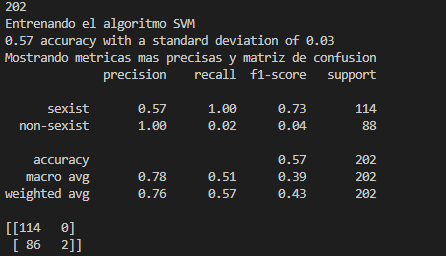 202
Entrenando el algoritmo SVM
0.57 accuracy with a standard deviation of 0.03
Mostrando metricas mas precisas y matriz de confusion
precision recall f1-score support
sexist 0.57 1.00 0.73 114
non-sexist 1.00 0.02 0.04 88
accuracy 0.57 202
macro avg 0.78 0.51 0.39 202
weighted avg 0.76 0.57 0.43 202
[[114 0]
[ 86 2]]